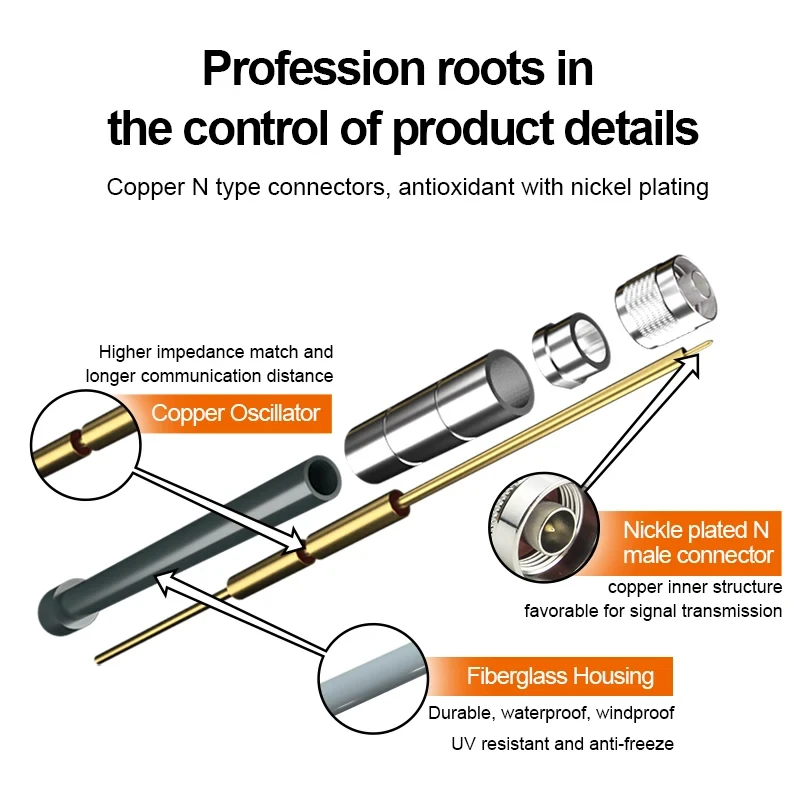 Profession roots in
the control of product details
Copper N type connectors, antioxidant with nickel plating
Higher impedance match and
longer communication distance
Copper Oscillator
Nickle plated N
male connector
copper inner structure
favorable for signal transmission
Fiberglass Housing
Durable, waterproof, windproof
UV resistant and anti-freeze